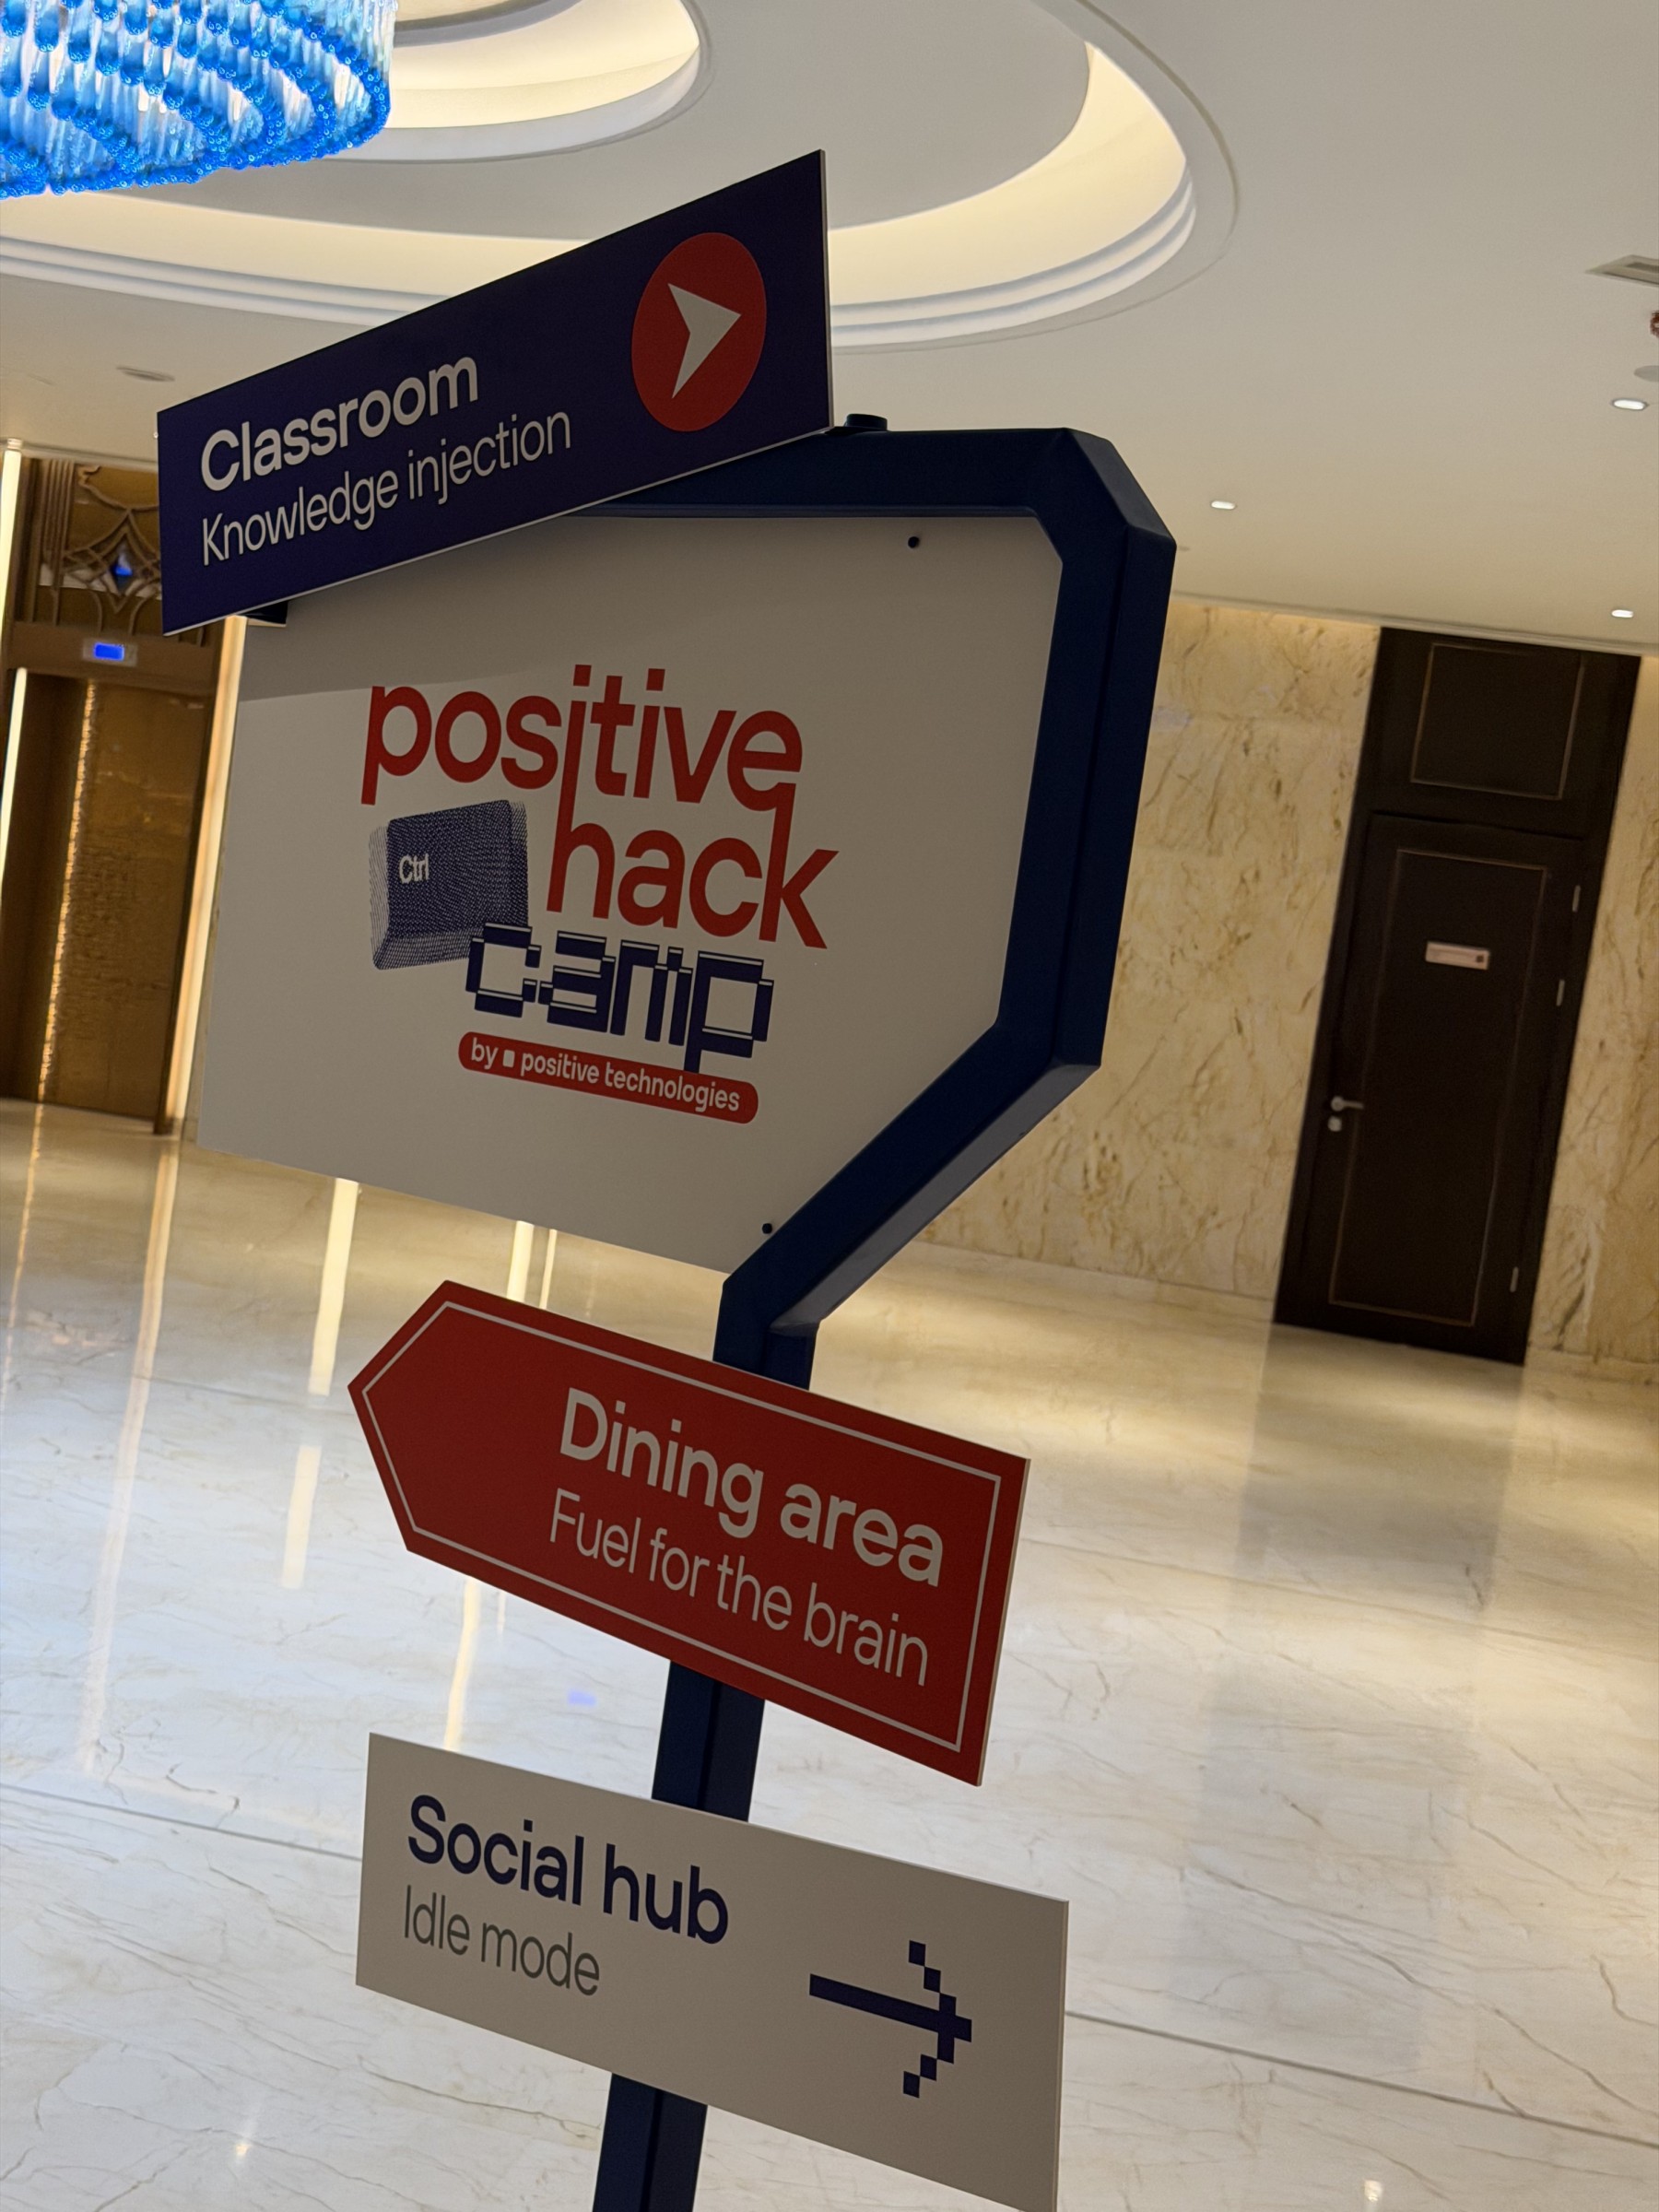 Classroom
Knowledge injection
positive
hack
Ctrl
camp
by positive technologies
Dining area
Fuel for the brain
Social hub
Idle mode